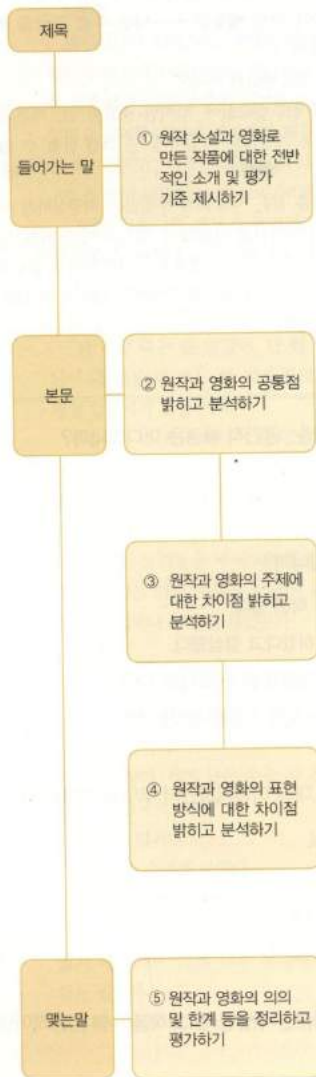 제목
들어가는 말
① 원작 소설과 영화로
만든 작품에 대한 전반
적인 소개 및 평가
기준 제시하기
본문
② 원작과 영화의 공통점
밝히고 분석하기
③ 원작과 영화의 주제에
대한 차이점 밝히고
분석하기
④ 원작과 영화의 표현
방식에 대한 차이점
밝히고 분석하기
맺는말
⑤ 원작과 영화의 의의
및 한계 등을 정리하고
평가하기